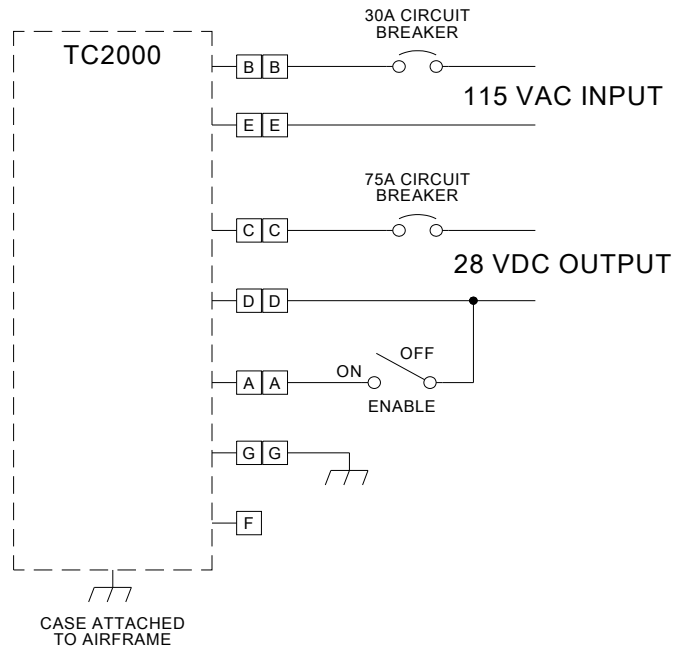 30A CIRCUIT
BREAKER
TC2000
B B
115 VAC INPUT
E E
75A CIRCUIT
BREAKER
C C
28 VDC OUTPUT
D D
OFF
ON
A A
ENABLE
G G
F
CASE ATTACHED
TO AIRFRAME